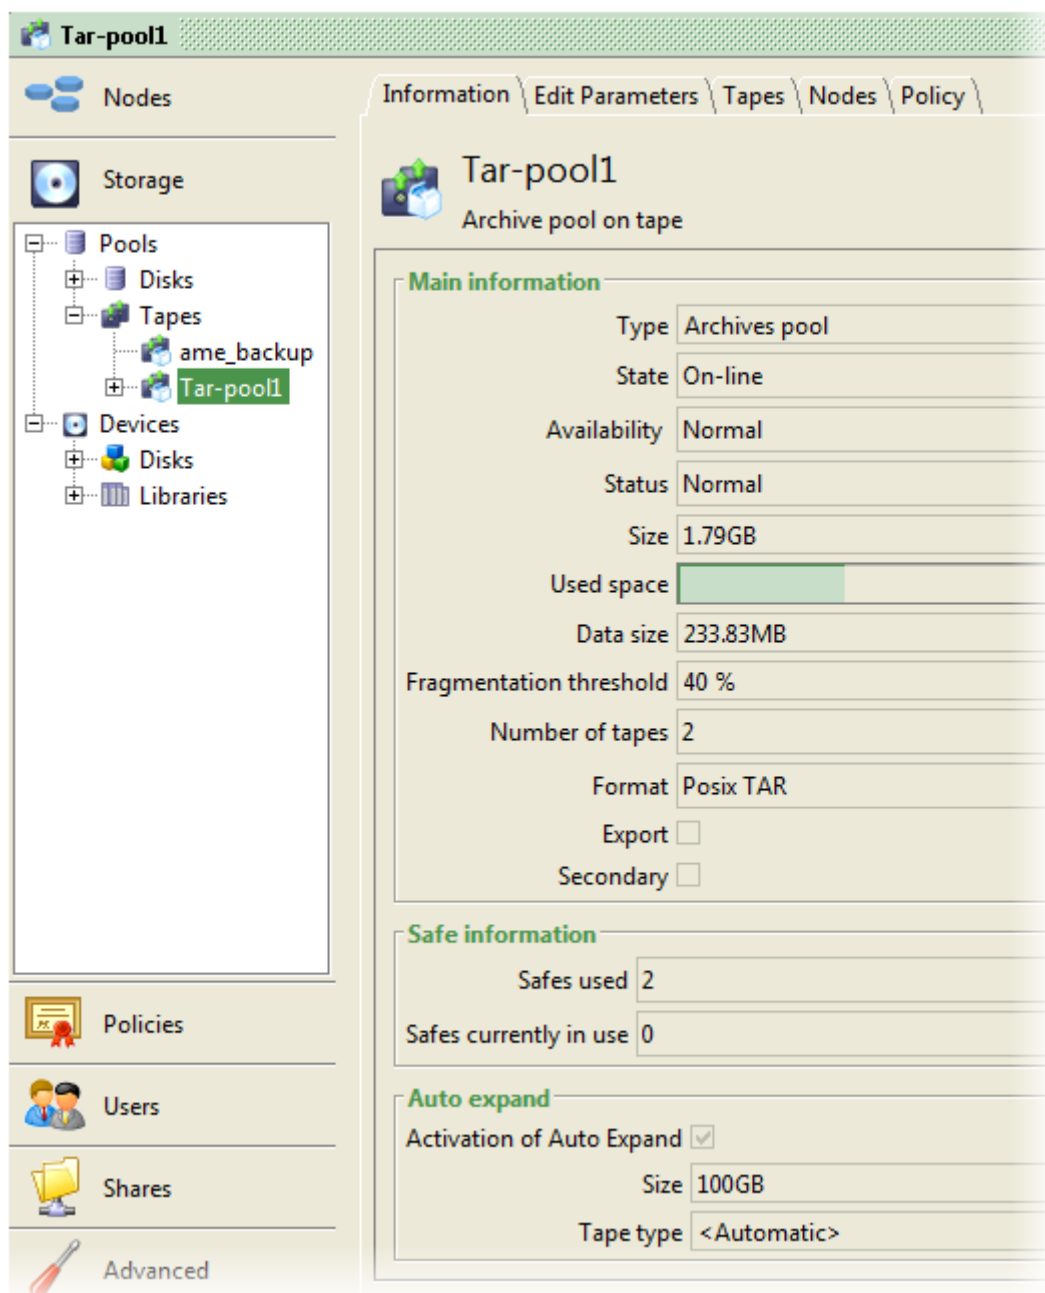 Tar-pool1
Nodes
Storage
Pools
Disks
Tapes
ame_backup
Tar-pool1
Devices
Disks
Libraries
Policies
Users
Shares
Advanced
Information Edit Parameters Tapes Nodes Policy
Tar-pool1
Archive pool on tape
Main information
Type Archives pool
State On-line
Availability Normal
Status Normal
Size 1.79GB
Used space
Data size 233.83MB
Fragmentation threshold 40 %
Number of tapes 2
Format Posix TAR
Export
Secondary
Safe information
Safes used 2
Safes currently in use 0
Auto expand
Activation of Auto Expand
Size 100GB
Tape type <Automatic>